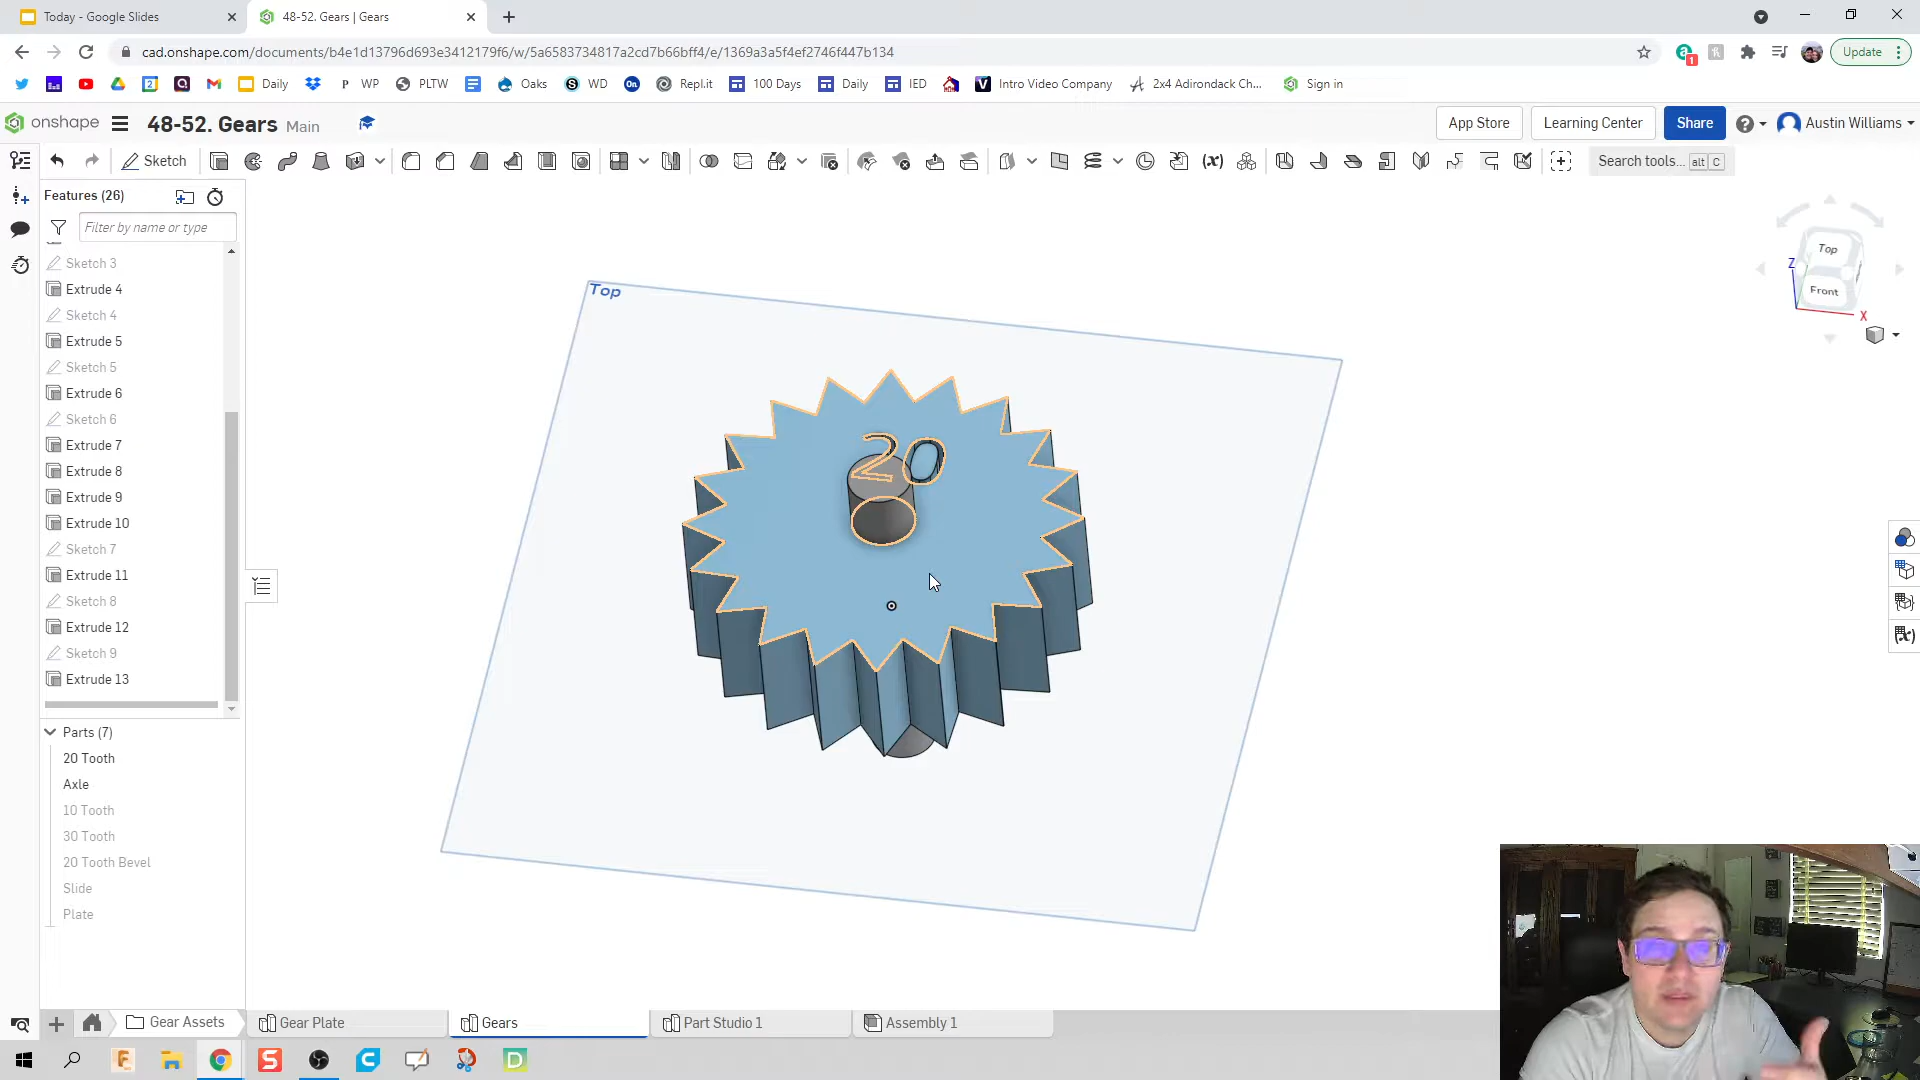 Today - Google Slides
48-52. Gears | Gears
cad.onshape.com/documents/b4e1d13796d693e3412179f6/w/5a6583734817a2cd7b66bff4/e/1369a3a5f4ef2746f447b134
1
Update
Daily
WP
PLTW
Oaks
WD
Repl.it
100 Days
Daily
IED
Intro Video Company
2x4 Adirondack Ch...
Sign in
onshape
48-52. Gears Main
App Store
Learning Center
Share
Austin Williams
Sketch
Search tools... alt C
Features (26)
Filter by name or type
Sketch 3
Extrude 4
Sketch 4
Extrude 5
Sketch 5
Extrude 6
Sketch 6
Extrude 7
Extrude 8
Extrude 9
Extrude 10
Sketch 7
Extrude 11
Sketch 8
Extrude 12
Sketch 9
Extrude 13
Parts (7)
20 Tooth
Axle
10 Tooth
30 Tooth
20 Tooth Bevel
Slide
Plate
Top
20
Top
Front
Z
X
Gear Assets
Gear Plate
Gears
Part Studio 1
Assembly 1